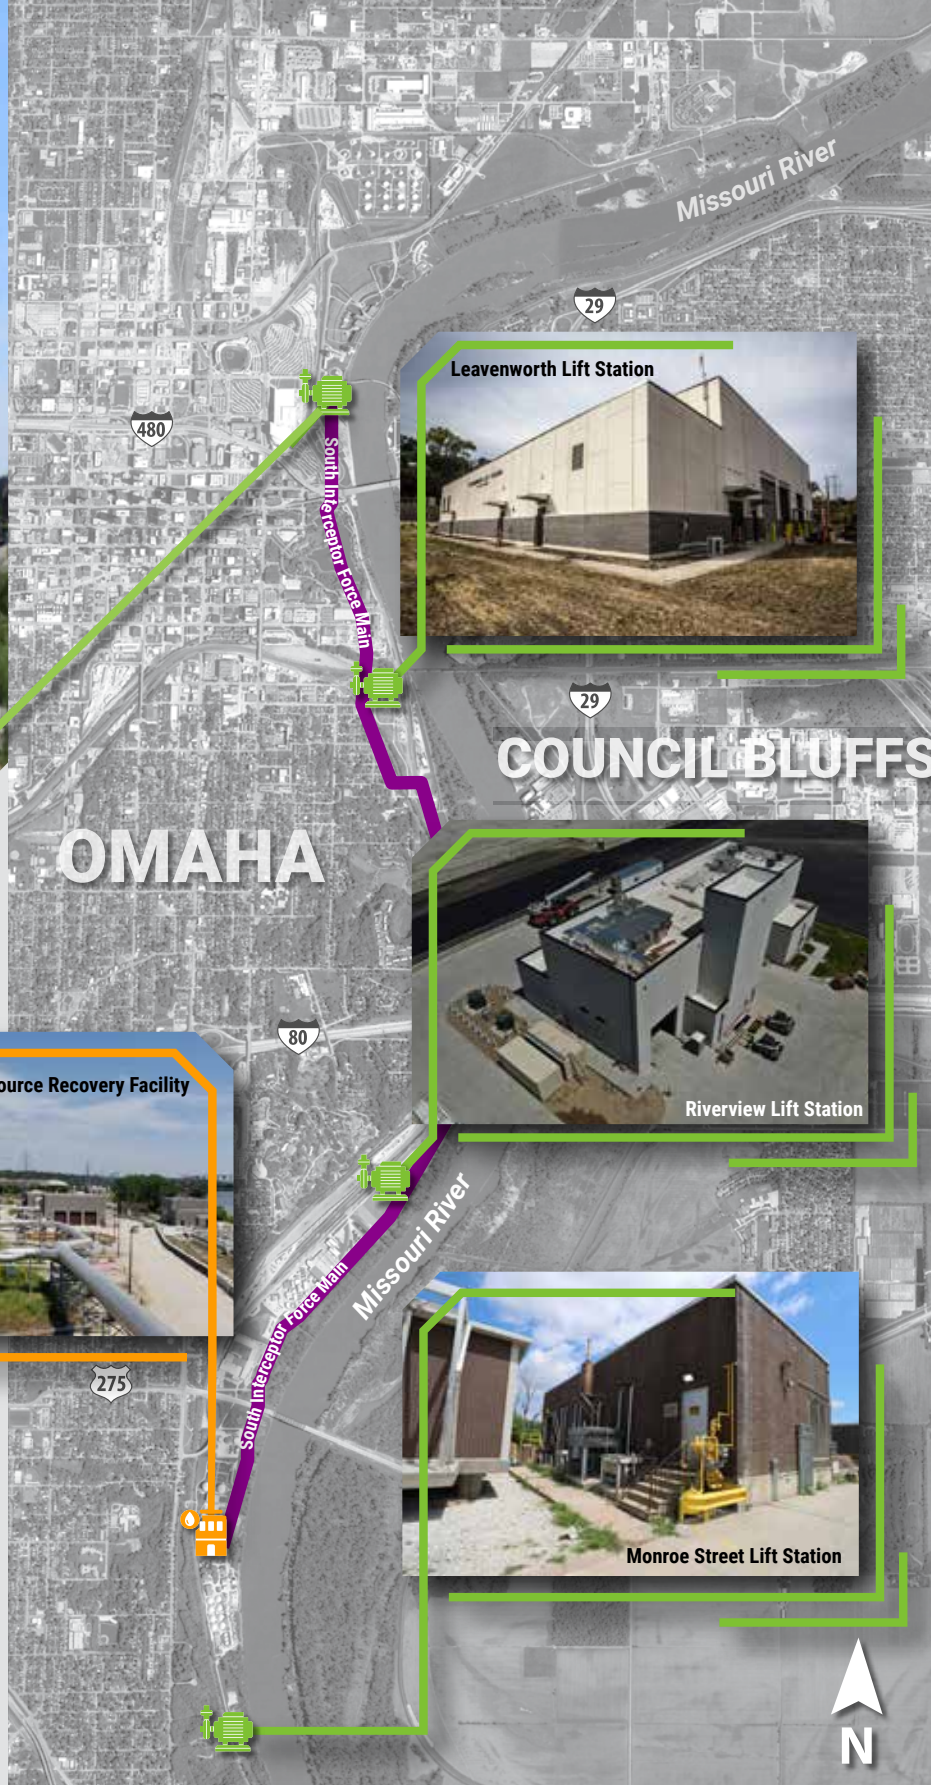 Missouri River
29
Leavenworth Lift Station
480
South Interceptor Force Main
29
COUNCIL BLUFFS
OMAHA
80
Riverview Lift Station
ource Recovery Facility
Missouri River
South Interceptor Force Main
275
Monroe Street Lift Station
N